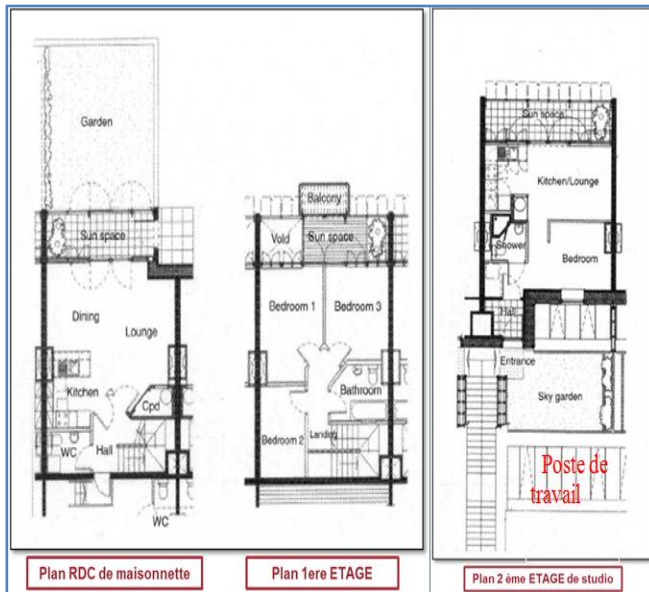 Garden
Sun space
Dining
Lounge
Kitchen
Cpd
WC
Hall
WC
Plan RDC de maisonnette
Balcony
Void
Sun space
Bedroom 1
Bedroom 3
Bathroom
Bedroom 2
Landing
Plan 1ere ETAGE
Sun space
Kitchen/Lounge
Shower
Bedroom
Hall
Entrance
Sky garden
Poste de
travail
Plan 2 ème ETAGE de studio